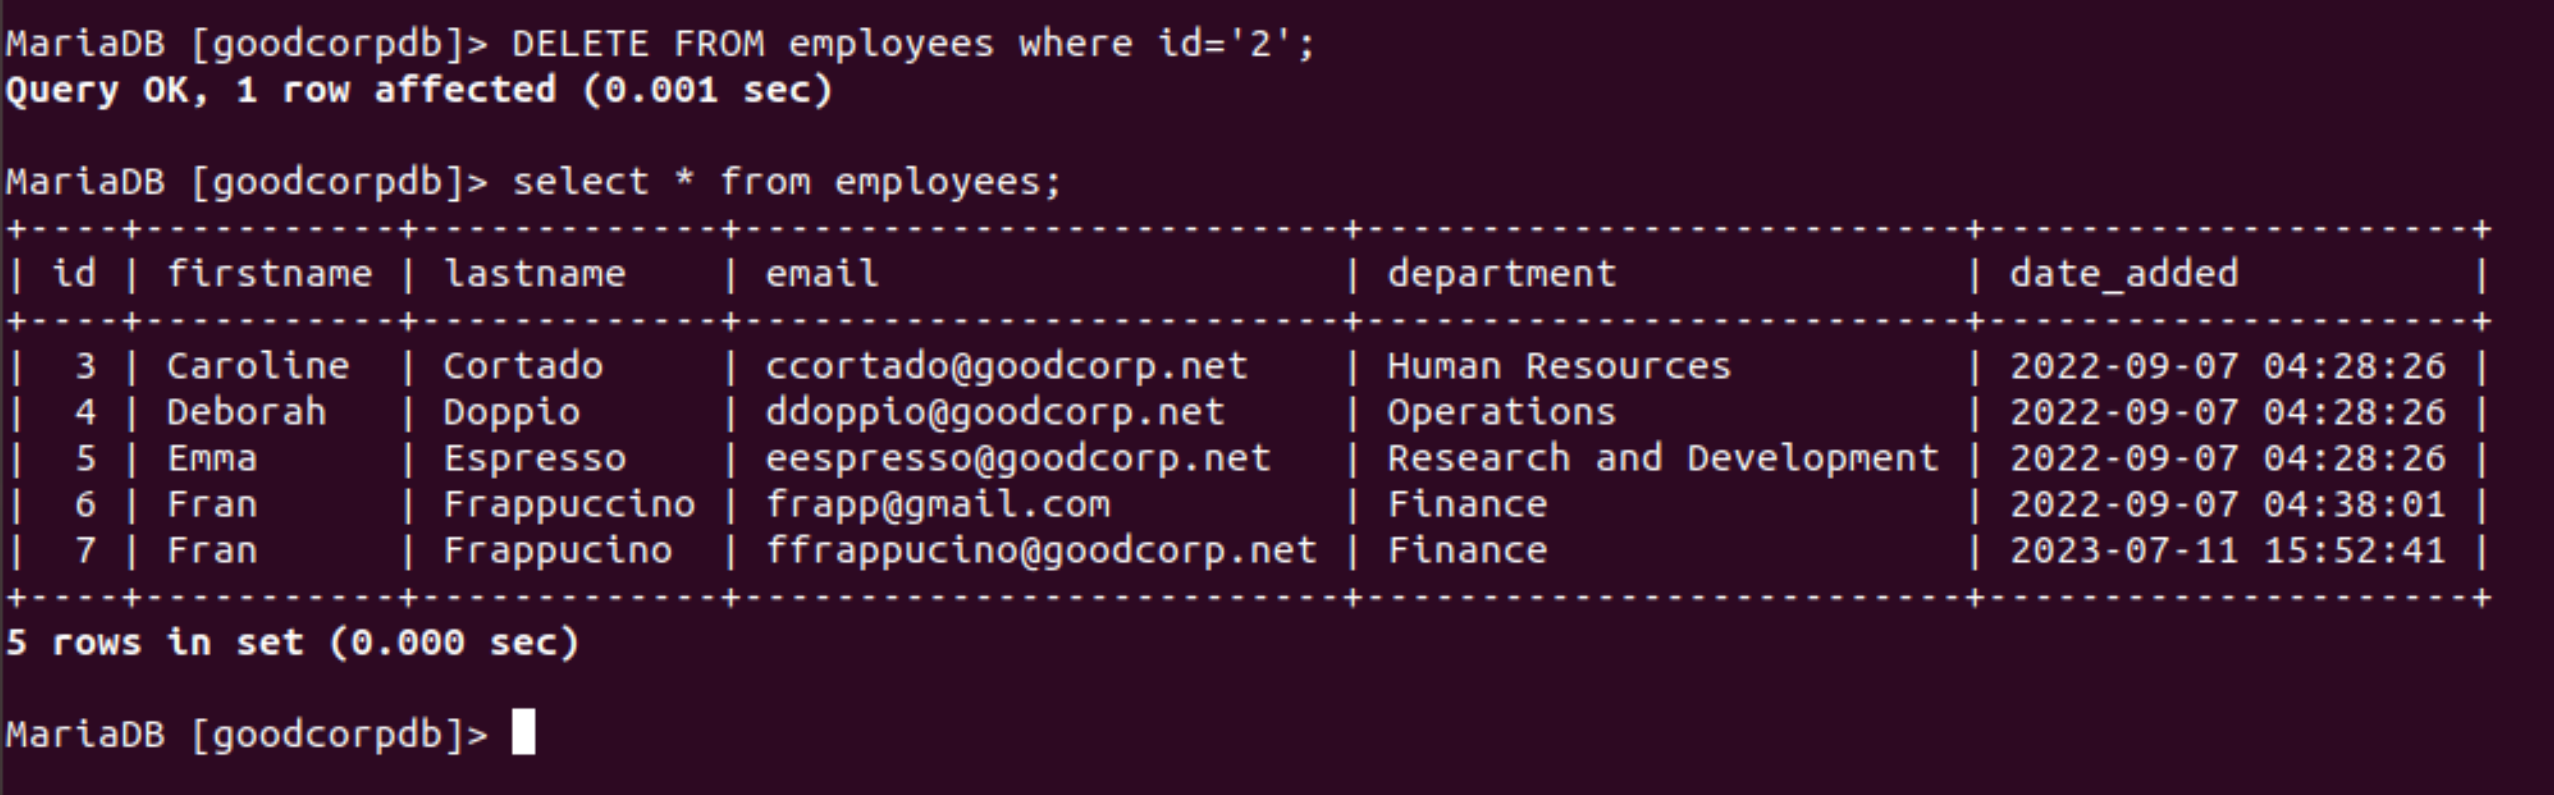 MariaDB [goodcorpdb]> DELETE FROM employees where id='2';
Query OK, 1 row affected (0.001 sec)

MariaDB [goodcorpdb]> select * from employees;
+----+-----------+-------------+-------------------------+-------------------------+---------------------+
| id | firstname | lastname    | email                   | department              | date_added          |
+----+-----------+-------------+-------------------------+-------------------------+---------------------+
|  3 | Caroline  | Cortado     | ccortado@goodcorp.net   | Human Resources         | 2022-09-07 04:28:26 |
|  4 | Deborah   | Doppio      | ddoppio@goodcorp.net    | Operations              | 2022-09-07 04:28:26 |
|  5 | Emma      | Espresso    | eespresso@goodcorp.net  | Research and Development | 2022-09-07 04:28:26 |
|  6 | Fran      | Frappuccino | frapp@gmail.com         | Finance                 | 2022-09-07 04:38:01 |
|  7 | Fran      | Frappucino  | ffrappucino@goodcorp.net | Finance                 | 2023-07-11 15:52:41 |
+----+-----------+-------------+-------------------------+-------------------------+---------------------+
5 rows in set (0.000 sec)

MariaDB [goodcorpdb]>